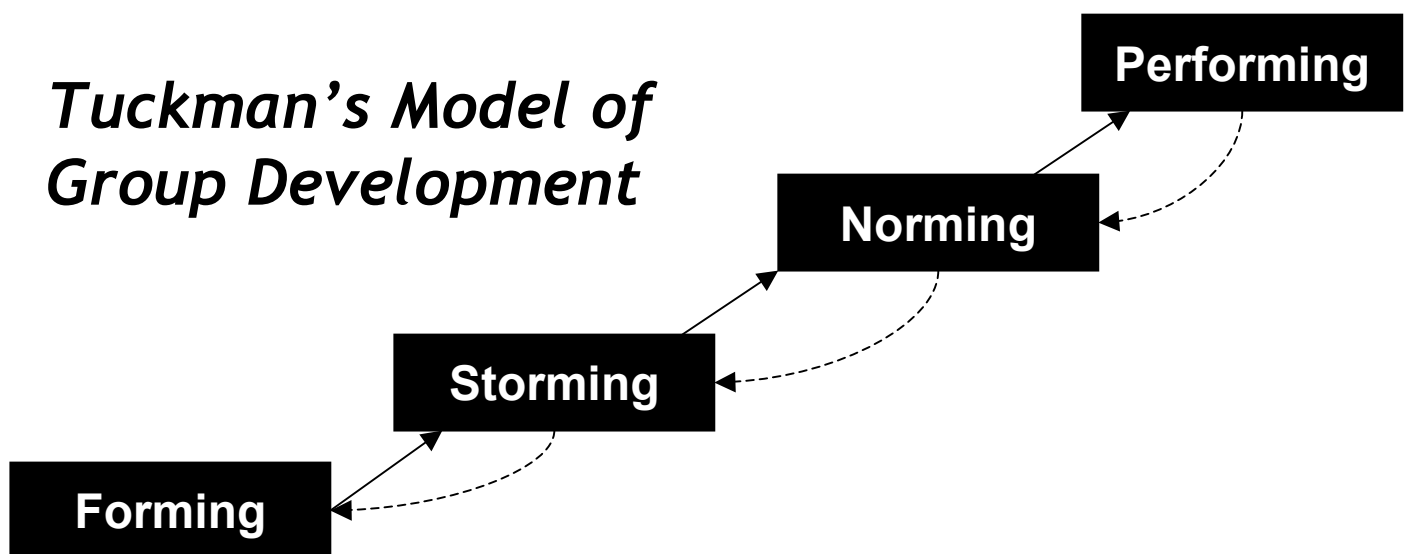 Tuckman’s Model of
Group Development
Performing
Norming
Storming
Forming